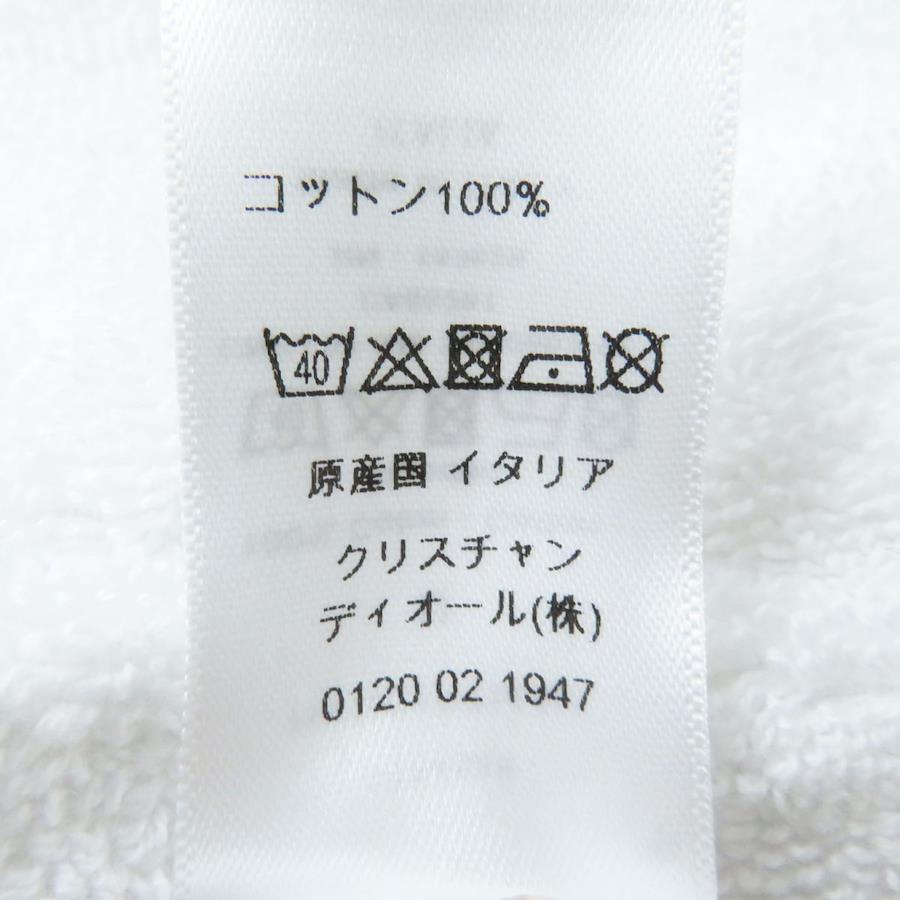 コットン100%
40
原産国 イタリア
クリスチャン
ディオール(株)
0120 02 1947